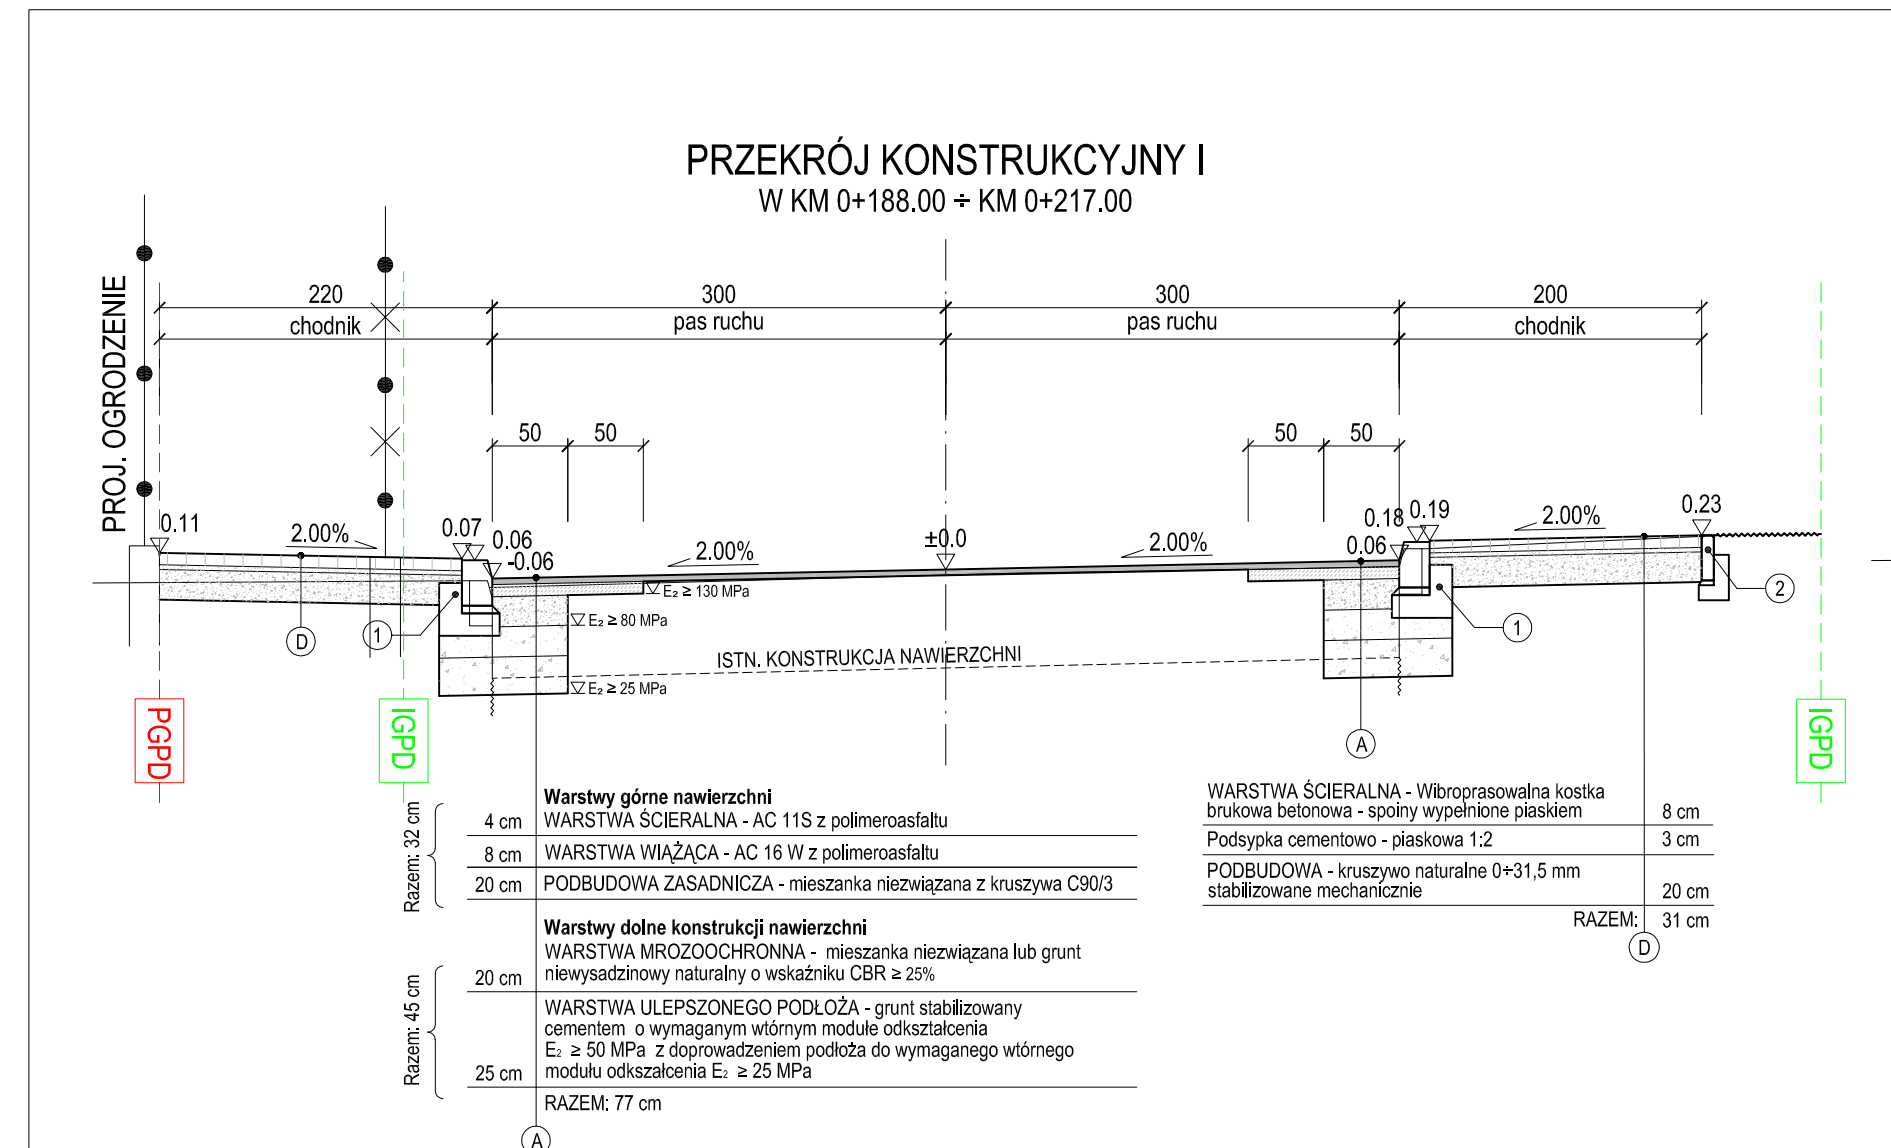 PRZEKRÓJ KONSTRUKCYJNY I
W KM 0+188.00 ÷ KM 0+217.00
PROJ. OGRODZENIE
220
300
300
200
chodnik
pas ruchu
pas ruchu
chodnik
50
50
50
50
0.11
2.00%
0.07
0.06
-0.06
2.00%
±0.0
2.00%
0.06
0.18
0.19
2.00%
0.23
E₂ ≥ 130 MPa
E₂ ≥ 80 MPa
E₂ ≥ 25 MPa
ISTN. KONSTRUKCJA NAWIERZCHNI
D
1
1
2
A
PGPD
IGPD
IGPD
Razem: 32 cm
Warstwy górne nawierzchni
4 cm WARSTWA ŚCIERALNA - AC 11S z polimeroasfaltu
8 cm WARSTWA WIĄŻĄCA - AC 16 W z polimeroasfaltu
20 cm PODBUDOWA ZASADNICZA - mieszanka niezwiązana z kruszywa C90/3
Razem: 45 cm
Warstwy dolne konstrukcji nawierzchni
WARSTWA MROZOOCHRONNA - mieszanka niezwiązana lub grunt
20 cm niewysadzinowy naturalny o wskaźniku CBR ≥ 25%
WARSTWA ULEPSZONEGO PODŁOŻA - grunt stabilizowany
cementem o wymaganym wtórnym modułe odkształcenia
E₂ ≥ 50 MPa z doprowadzeniem podłoża do wymaganego wtórnego
25 cm modułu odkszałcenia E₂ ≥ 25 MPa
RAZEM: 77 cm
A
WARSTWA ŚCIERALNA - Wibroprasowalna kostka
brukowa betonowa - spoiny wypełnione piaskiem 8 cm
Podsypka cementowo - piaskowa 1:2 3 cm
PODBUDOWA - kruszywo naturalne 0÷31,5 mm
stabilizowane mechanicznie 20 cm
RAZEM: 31 cm
D